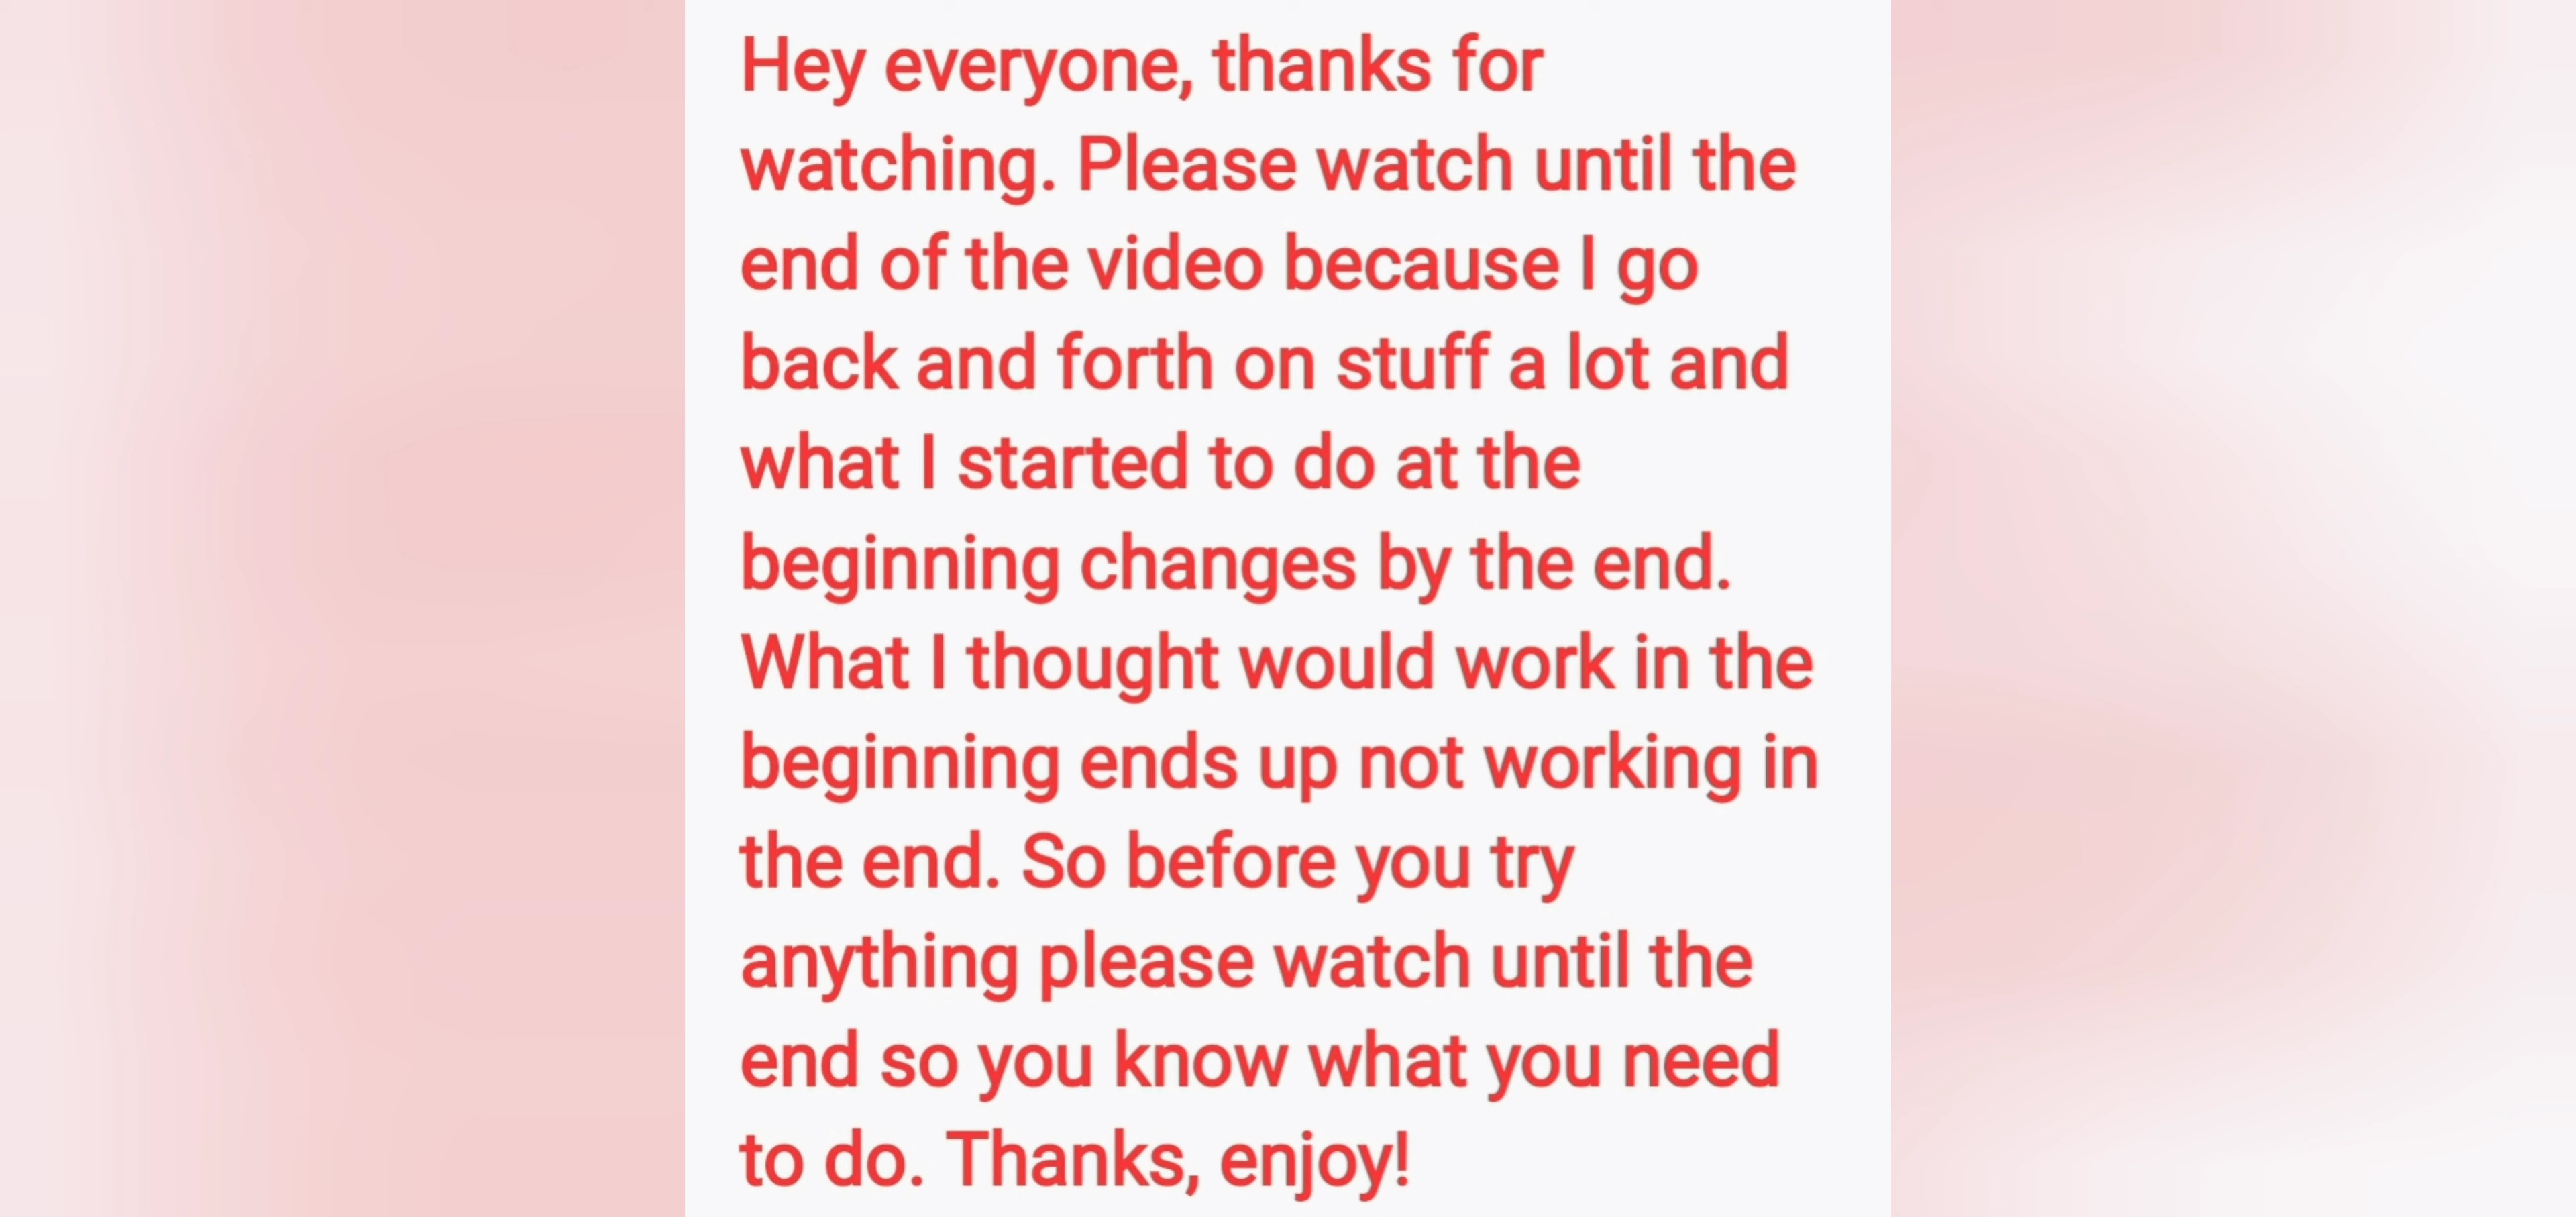 Hey everyone, thanks for
watching. Please watch until the
end of the video because I go
back and forth on stuff a lot and
what I started to do at the
beginning changes by the end.
What I thought would work in the
beginning ends up not working in
the end. So before you try
anything please watch until the
end so you know what you need
to do. Thanks, enjoy!